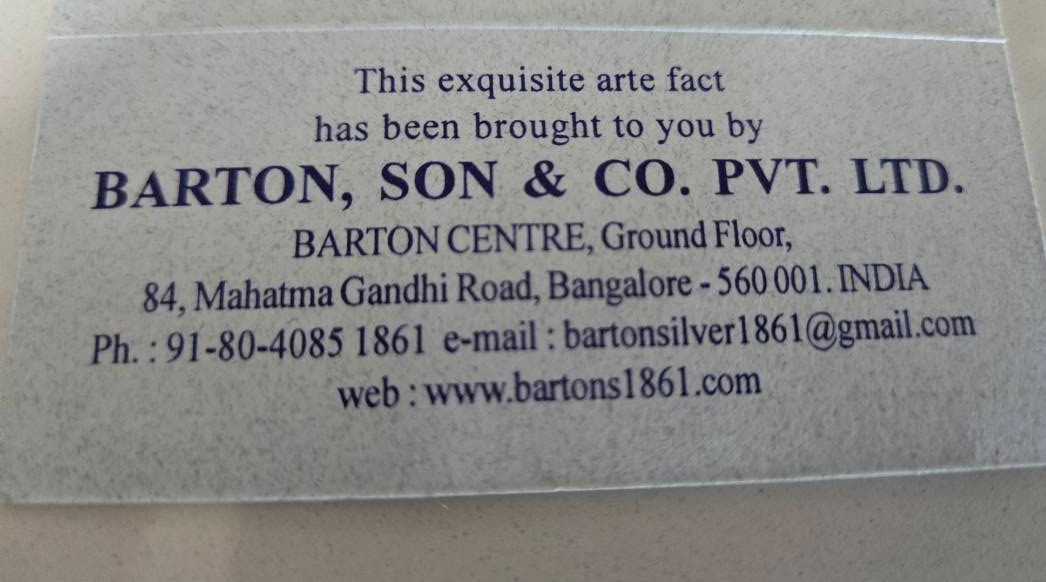 This exquisite arte fact
has been brought to you by
BARTON, SON & CO. PVT. LTD.
BARTON CENTRE, Ground Floor,
84, Mahatma Gandhi Road, Bangalore - 560 001. INDIA
Ph. : 91-80-4085 1861 e-mail : bartonsilver1861@gmail.com
web : www.bartons1861.com